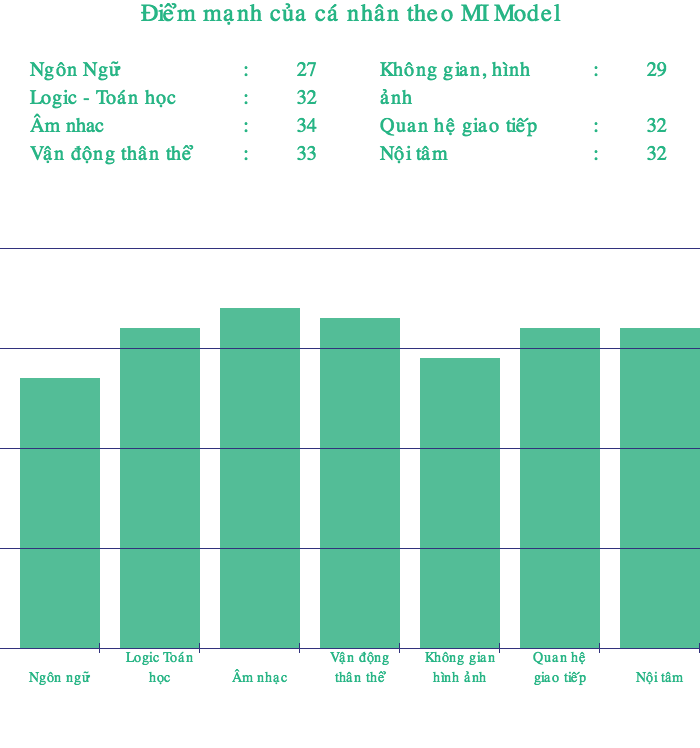 Điểm mạnh của cá nhân theo MI Model
Ngôn Ngữ : 27
Logic - Toán học : 32
Âm nhac : 34
Vận động thân thể : 33
Không gian, hình : 29
ảnh
Quan hệ giao tiếp : 32
Nội tâm : 32
Ngôn ngữ
Logic Toán
học
Âm nhạc
Vận động
thân thể
Không gian
hình ảnh
Quan hệ
giao tiếp
Nội tâm